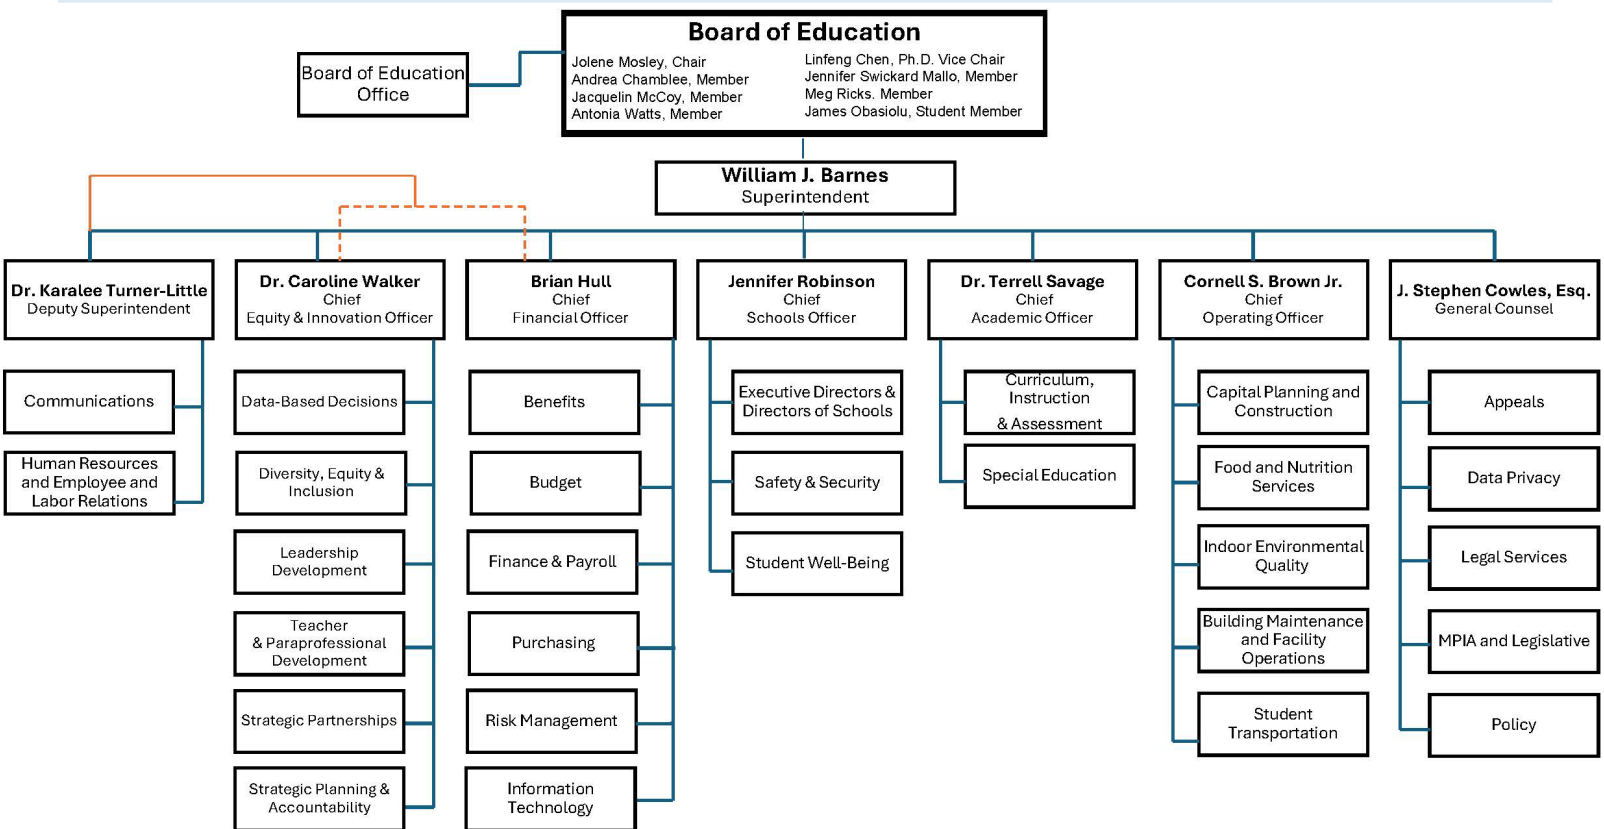 Board of Education
Jolene Mosley, Chair
Andrea Chamblee, Member
Jacquelin McCoy, Member
Antonia Watts, Member
Linfeng Chen, Ph.D. Vice Chair
Jennifer Swickard Mallo, Member
Meg Ricks. Member
James Obasiolu, Student Member
Board of Education
Office
William J. Barnes
Superintendent
Dr. Karalee Turner-Little
Deputy Superintendent
Communications
Human Resources
and Employee and
Labor Relations
Dr. Caroline Walker
Chief
Equity & Innovation Officer
Data-Based Decisions
Diversity, Equity &
Inclusion
Leadership
Development
Teacher
& Paraprofessional
Development
Strategic Partnerships
Strategic Planning &
Accountability
Brian Hull
Chief
Financial Officer
Benefits
Budget
Finance & Payroll
Purchasing
Risk Management
Information
Technology
Jennifer Robinson
Chief
Schools Officer
Executive Directors &
Directors of Schools
Safety & Security
Student Well-Being
Dr. Terrell Savage
Chief
Academic Officer
Curriculum,
Instruction
& Assessment
Special Education
Cornell S. Brown Jr.
Chief
Operating Officer
Capital Planning and
Construction
Food and Nutrition
Services
Indoor Environmental
Quality
Building Maintenance
and Facility
Operations
Student
Transportation
J. Stephen Cowles, Esq.
General Counsel
Appeals
Data Privacy
Legal Services
MPIA and Legislative
Policy